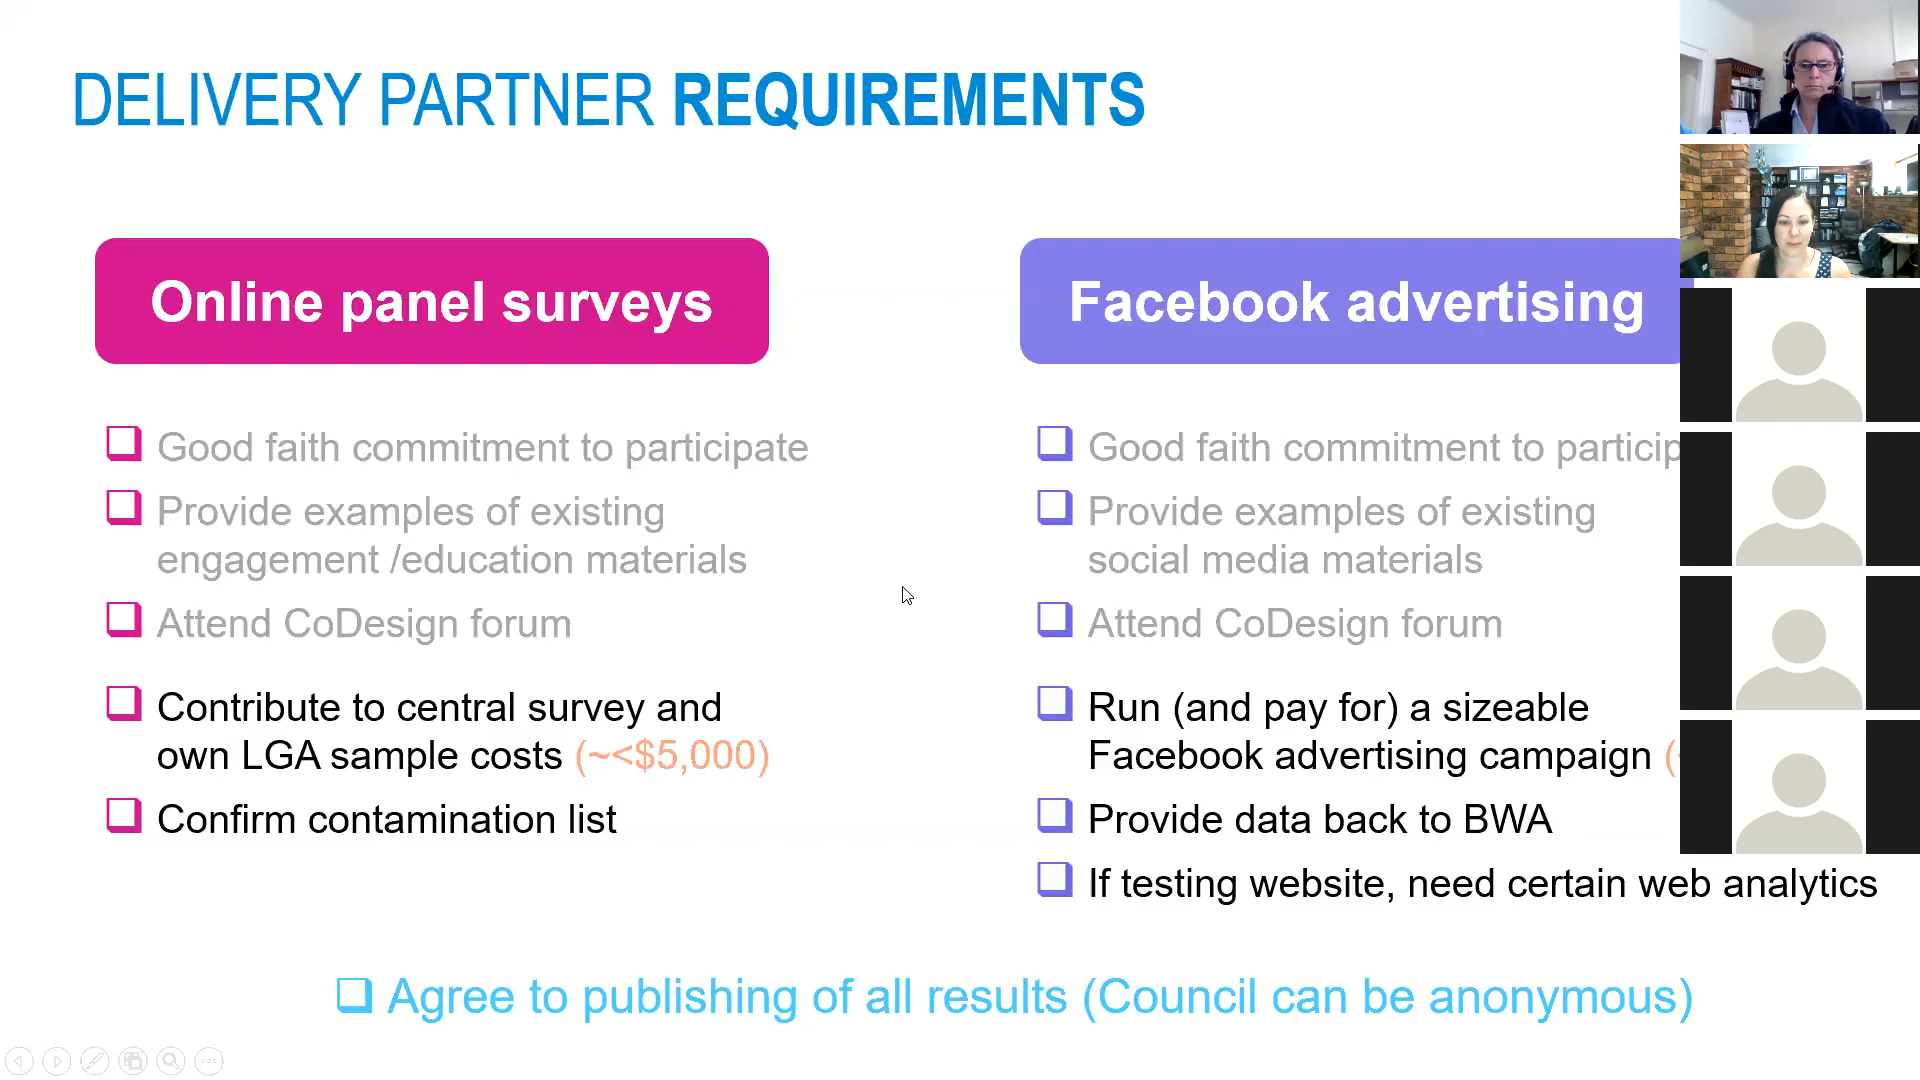 DELIVERY PARTNER REQUIREMENTS
Online panel surveys
Good faith commitment to participate
Provide examples of existing
engagement /education materials
Attend CoDesign forum
Contribute to central survey and
own LGA sample costs (~<$5,000)
Confirm contamination list
Facebook advertising
Good faith commitment to
Provide examples of existing
social media materials
Attend CoDesign forum
Run (and pay for) a sizeable
Facebook advertising campaign
Provide data back to BWA
If testing website, need certain web analytics
Agree to publishing of all results (Council can be anonymous)